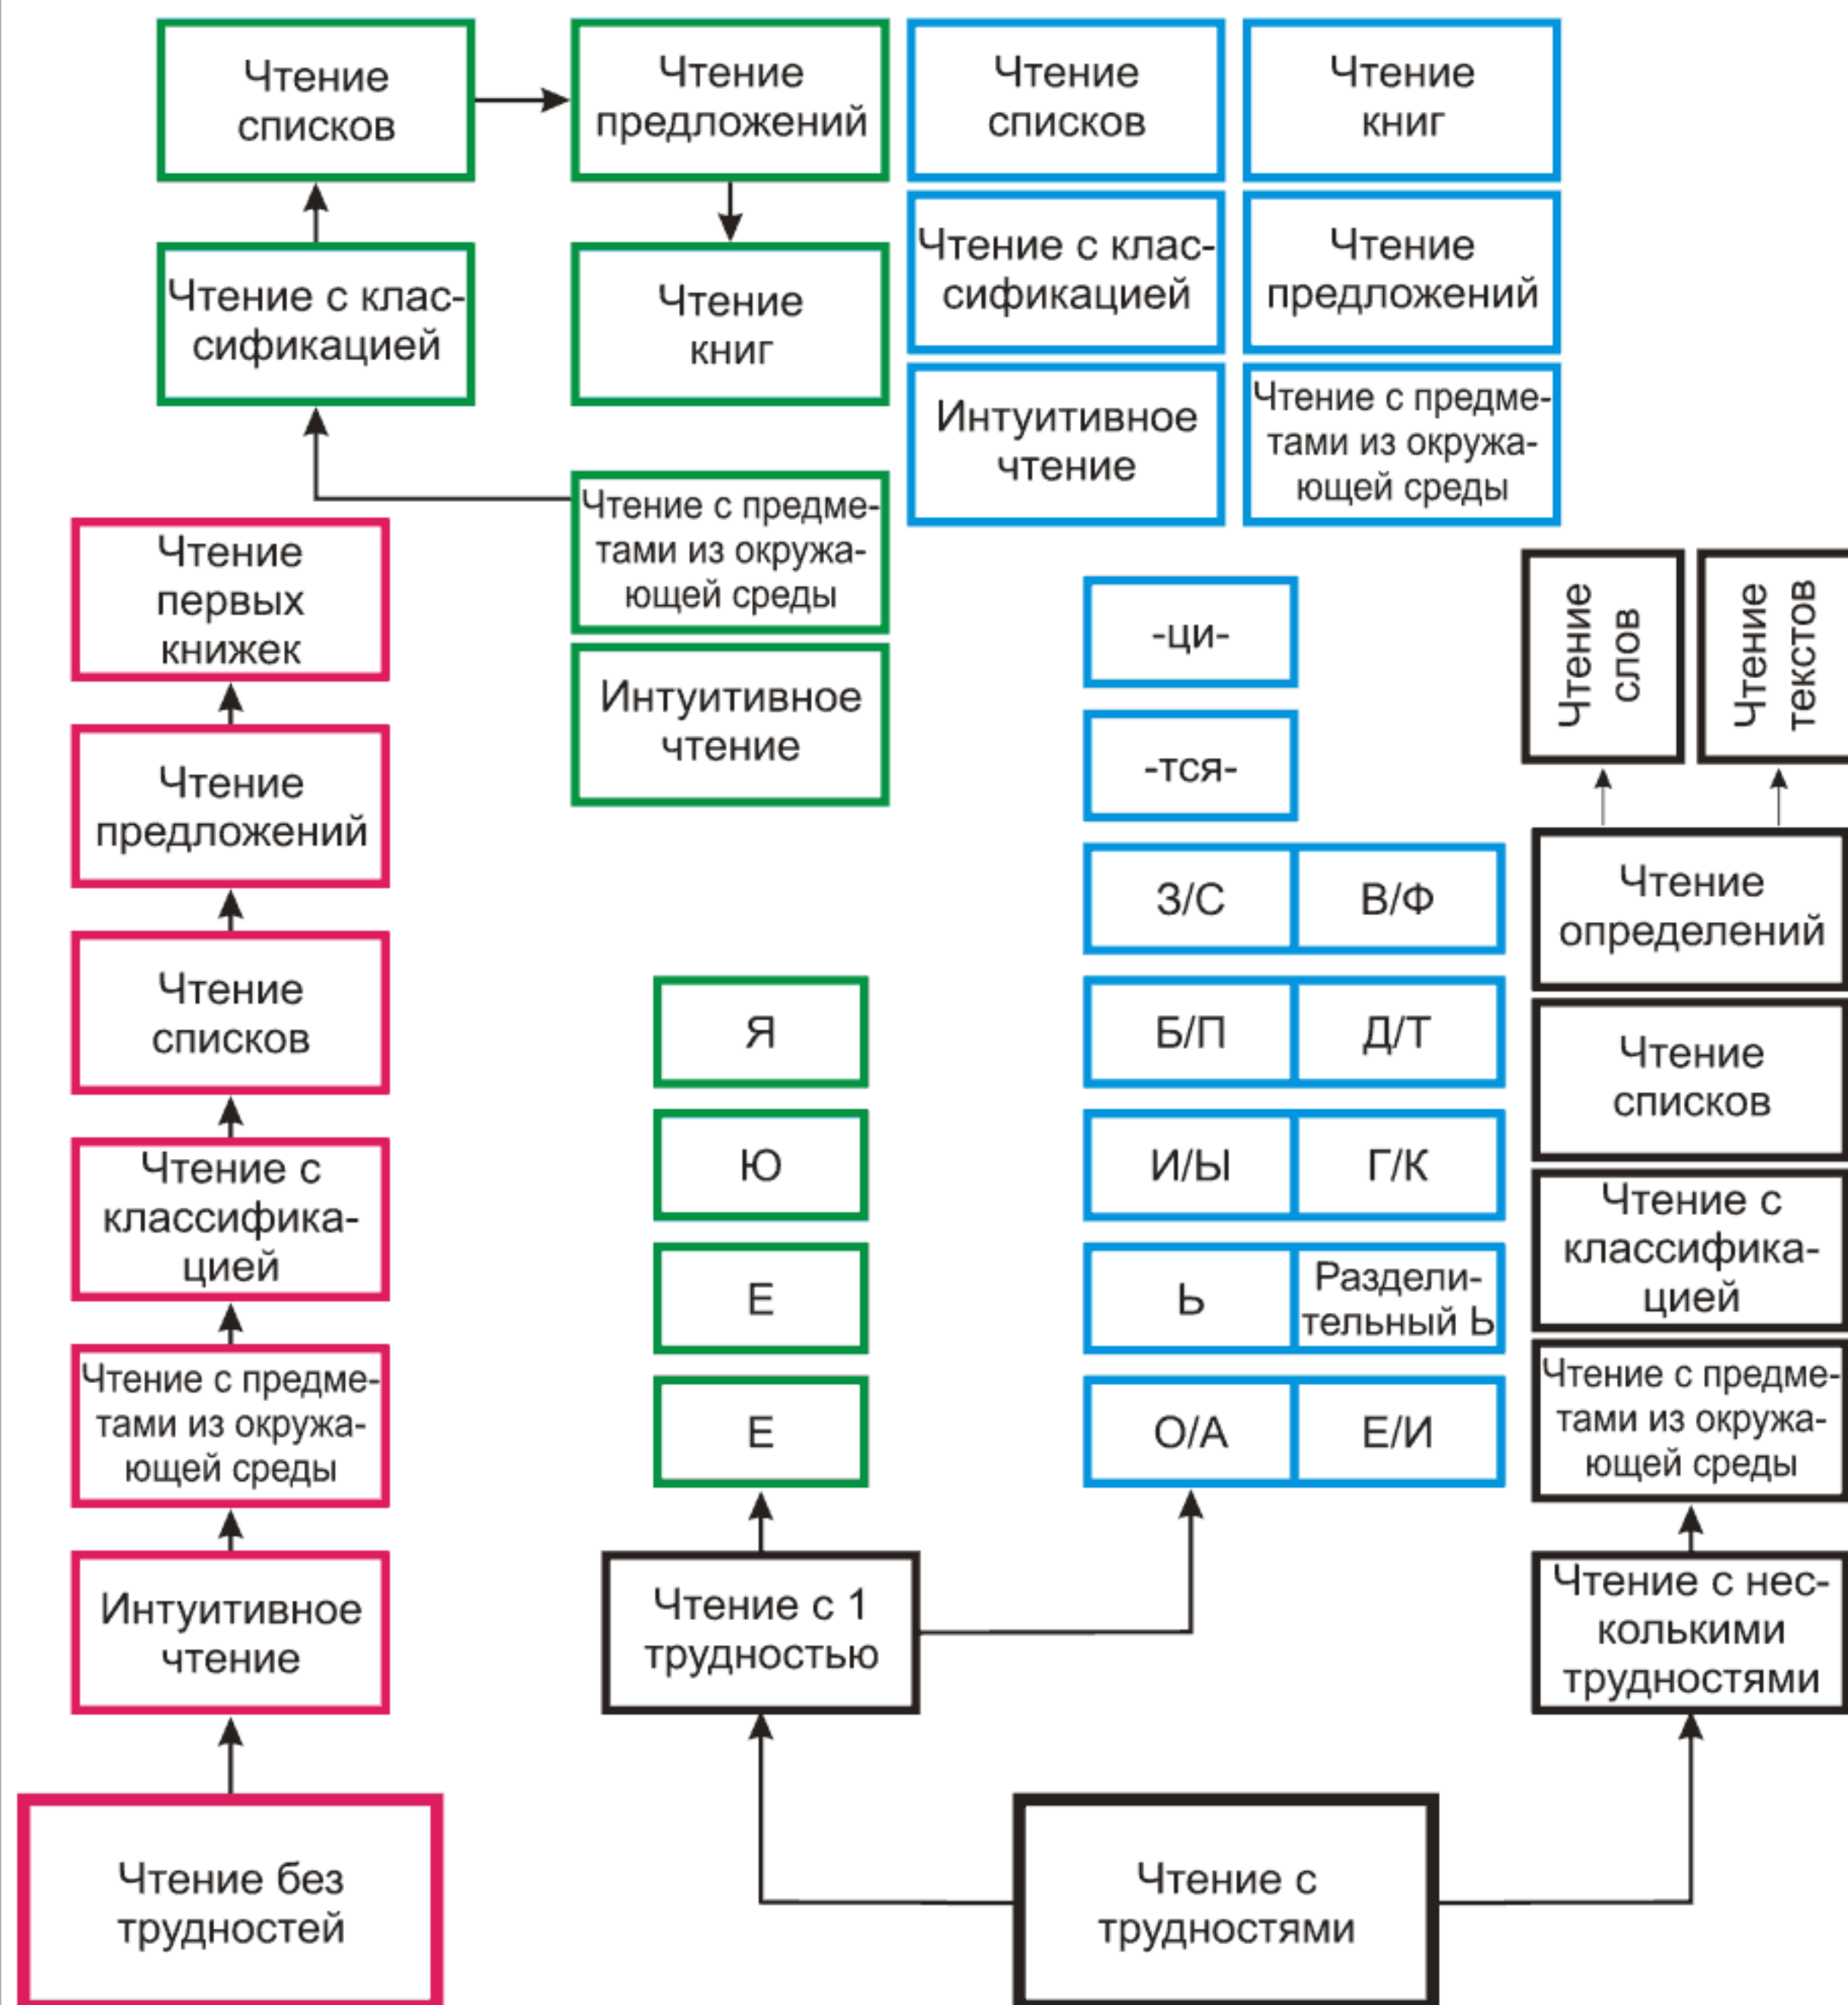 Чтение
списков
Чтение
предложений
Чтение
списков
Чтение
книг
Чтение с клас-
сификацией
Чтение
книг
Чтение с клас-
сификацией
Чтение
предложений
Интуитивное
чтение
Чтение с предме-
тами из окружа-
ющей среды
Чтение с предме-
тами из окружа-
ющей среды
Интуитивное
чтение
Чтение
первых
книжек
Чтение
предложений
Чтение
списков
Чтение с
классифика-
цией
Чтение с предме-
тами из окружа-
ющей среды
Интуитивное
чтение
Чтение без
трудностей
Я
Ю
Е
Е
Чтение с 1
трудностью
-ци-
-тся-
З/С
В/Ф
Б/П
Д/Т
И/Ы
Г/К
Ь
Раздели-
тельный Ь
О/А
Е/И
Чтение
слов
Чтение
текстов
Чтение
определений
Чтение
списков
Чтение с
классифика-
цией
Чтение с предме-
тами из окружа-
ющей среды
Чтение с нес-
колькими
трудностями
Чтение с
трудностями